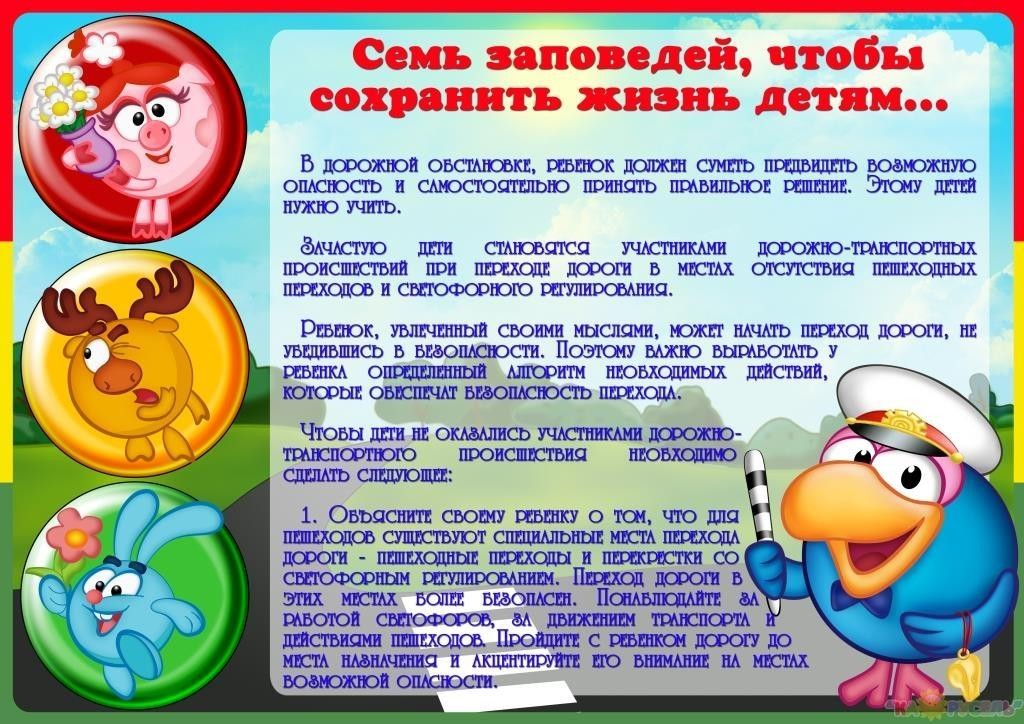 Семь заповедей, чтобы
сохранить жизнь детям...
В дорожной обстановке, ребенок должен суметь предвидеть возможную
опасность и самостоятельно принять правильное решение. Этому детей
нужно учить.
Зачастую дети становятся участниками дорожно-транспортных
происшествий при переходе дороги в местах отсутствия пешеходных
переходов и светофорного регулирования.
Ребенок, увлеченный своими мыслями, может начать переход дороги, не
убедившись в безопасности. Поэтому важно выработать у
ребенка определенный алгоритм необходимых действий,
которые обеспечат безопасность перехода.
Чтобы дети не оказались участниками дорожно-
транспортного происшествия необходимо
сделать следующее:
1. Объясните своему ребенку о том, что для
пешеходов существуют специальные места перехода
дороги - пешеходные переходы и перекрестки со
светофорным регулированием. Переход дороги в
этих местах более безопасен. Понаблюдайте за
работой светофоров, за движением транспорта и
действиями пешеходов. Пройдите с ребенком дорогу до
места назначения и акцентируйте его внимание на местах
возможной опасности.
"КАРУСЕЛЬ"